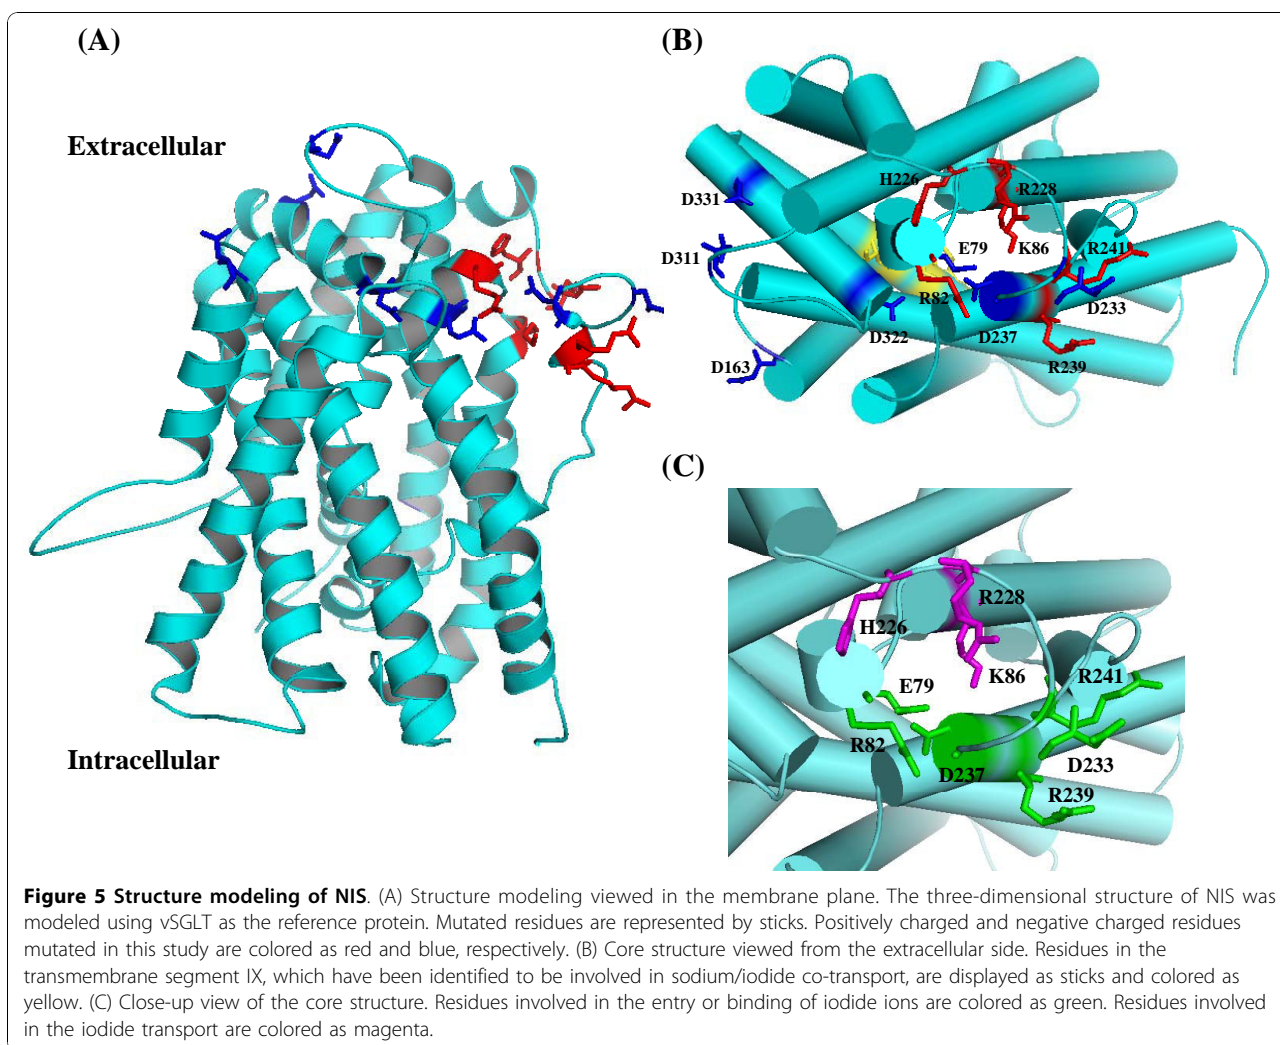 (A)
Extracellular
Intracellular
(B)
H226
R228
D331
E79
K86
R241
D311
R82
D322
D237
D233
D163
R239
(C)
R228
H226
K86
R241
E79
R82
D237
D233
R239
Figure 5 Structure modeling of NIS. (A) Structure modeling viewed in the membrane plane. The three-dimensional structure of NIS was
modeled using vSGLT as the reference protein. Mutated residues are represented by sticks. Positively charged and negative charged residues
mutated in this study are colored as red and blue, respectively. (B) Core structure viewed from the extracellular side. Residues in the
transmembrane segment IX, which have been identified to be involved in sodium/iodide co-transport, are displayed as sticks and colored as
yellow. (C) Close-up view of the core structure. Residues involved in the entry or binding of iodide ions are colored as green. Residues involved
in the iodide transport are colored as magenta.